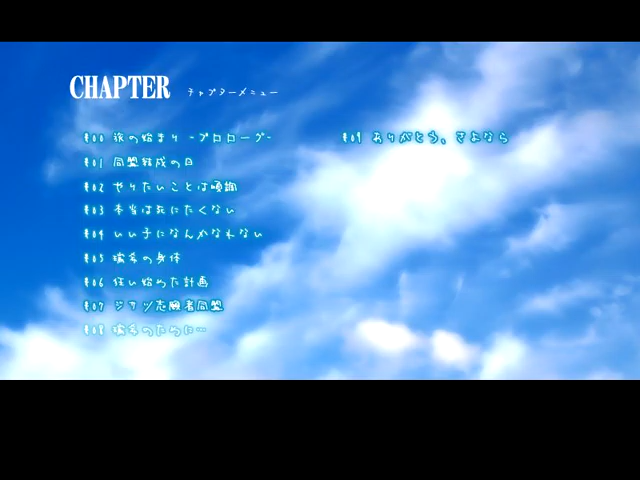 CHAPTER チャプターメニュー
#00 旅の始まり -プロローグ-
#01 同盟結成の日
#02 やりたいことは順調
#03 本当は死にたくない
#04 いい子になんかなれない
#05 瑞希の身体
#06 狂い始めた計画
#07 ジサツ志願者同盟
#08 瑞希のために…
#09 ありがとう、さよなら